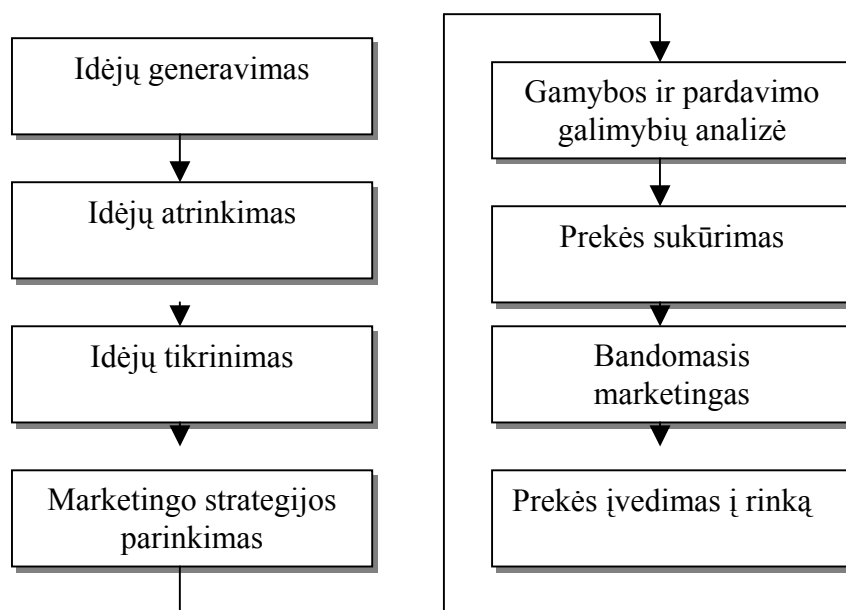 Idėjų generavimas
Idėjų atrinkimas
Idėjų tikrinimas
Marketingo strategijos
parinkimas
Gamybos ir pardavimo
galimybių analizė
Prekės sukūrimas
Bandomasis
marketingas
Prekės įvedimas į rinką